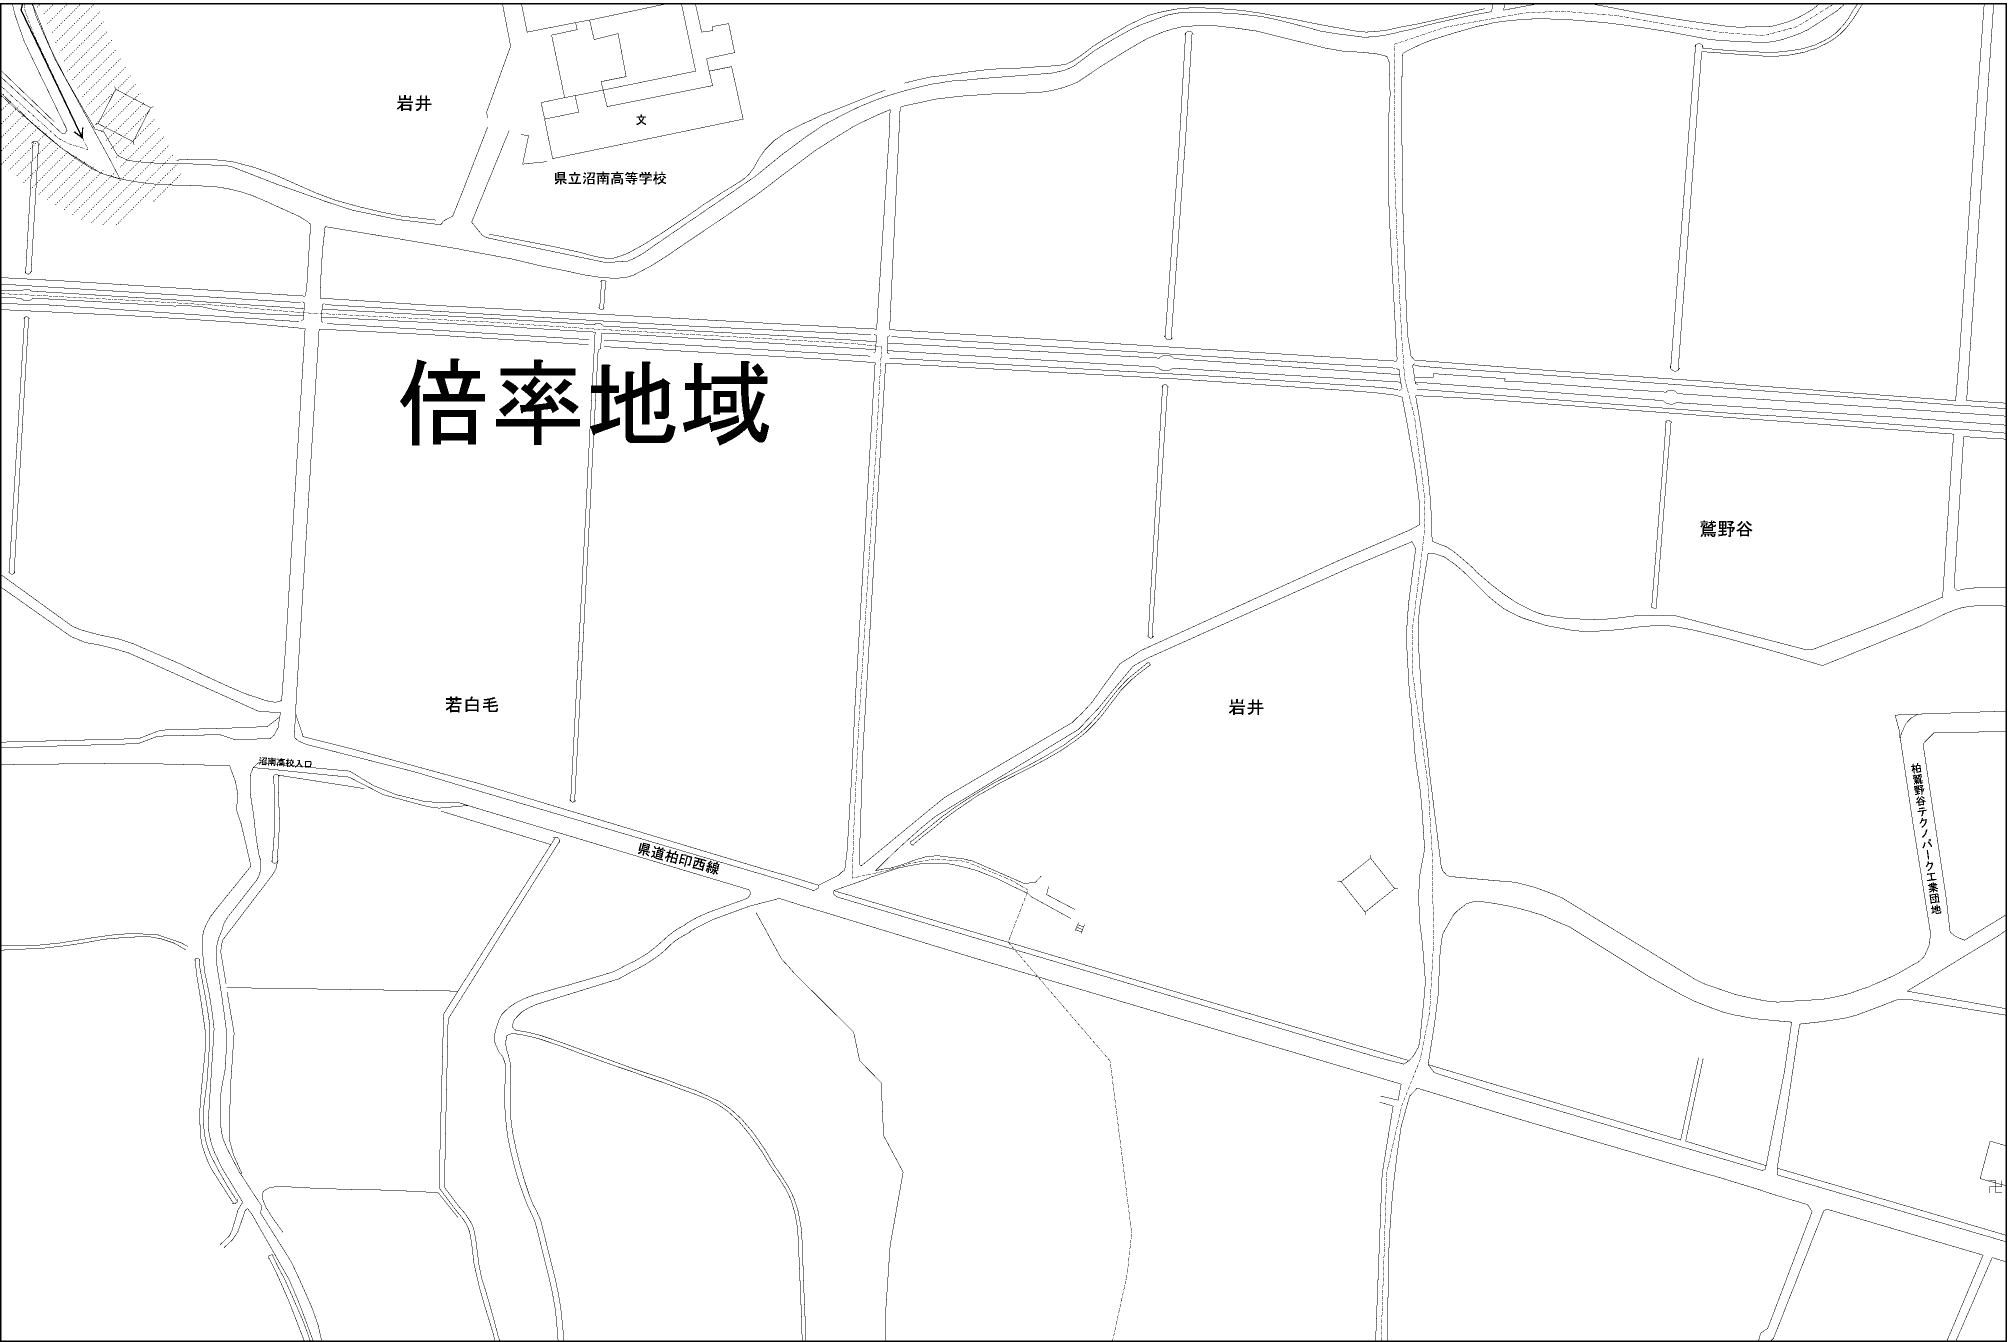 岩井
文
県立沼南高等学校
倍率地域
鷲野谷
若白毛
岩井
沼南高校入口
柏鷲野谷テクノパーク工業団地
県道柏印西線